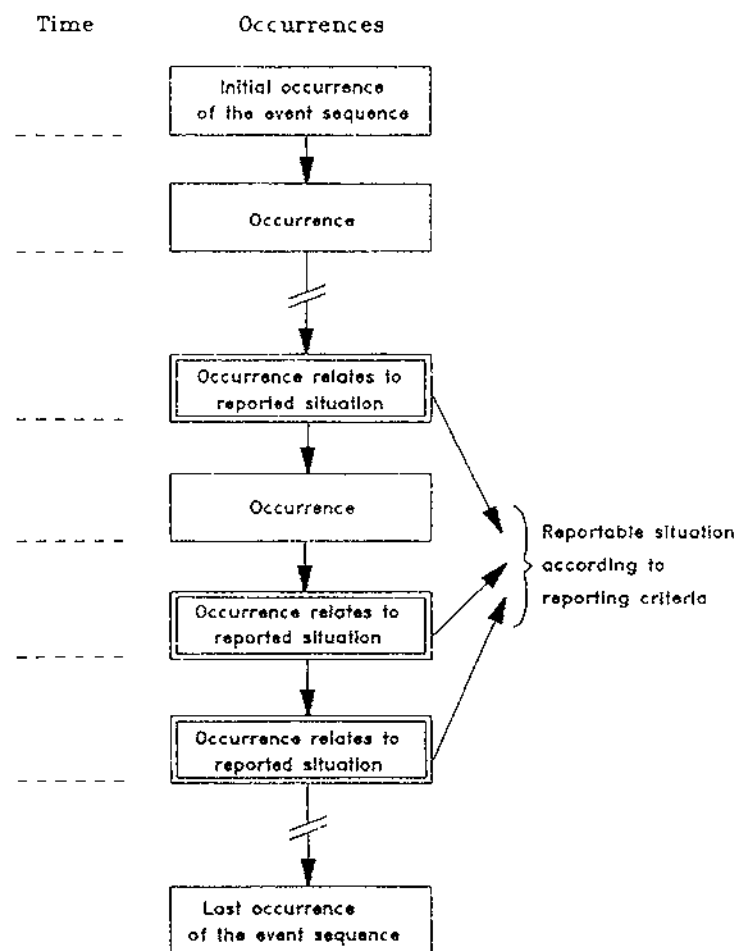 Time Occurrences
Initial occurrence
of the event sequence
Occurrence
Occurrence relates to
reported situation
Occurrence
Reportable situation
according to
reporting criteria
Occurrence relates to
reported situation
Occurrence relates to
reported situation
Last occurrence
of the event sequence